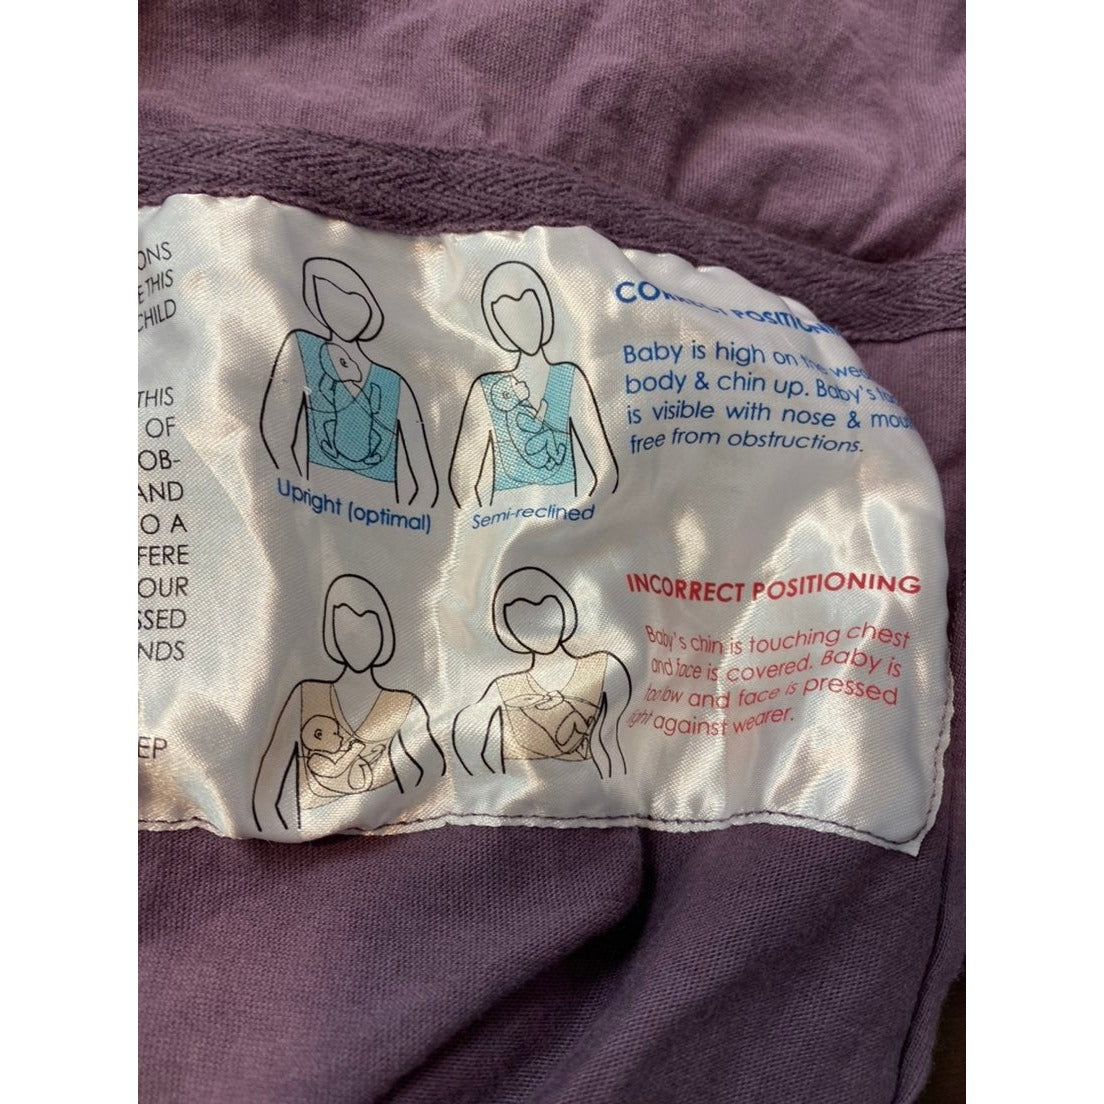 ONS
E THIS
CHILD
THIS
OF
OB-
AND
O A
FERE
OUR
SSED
NDS
EP
Upright (optimal)
Semi-reclined
Baby is high on the
body & chin up. Baby's
is visible with nose &
free from obstructions.
INCORRECT POSITIONING
Baby's chin is touching chest
and face is covered. Baby is
too low and face is pressed
against wearer.